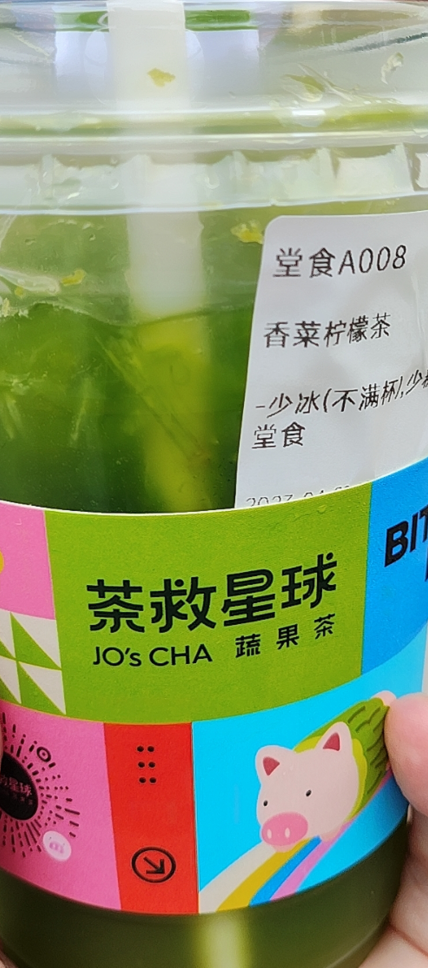 堂食A008
香菜柠檬茶
-少冰(不满杯),少
堂食
茶救星球
JO's CHA 蔬果茶
BIT